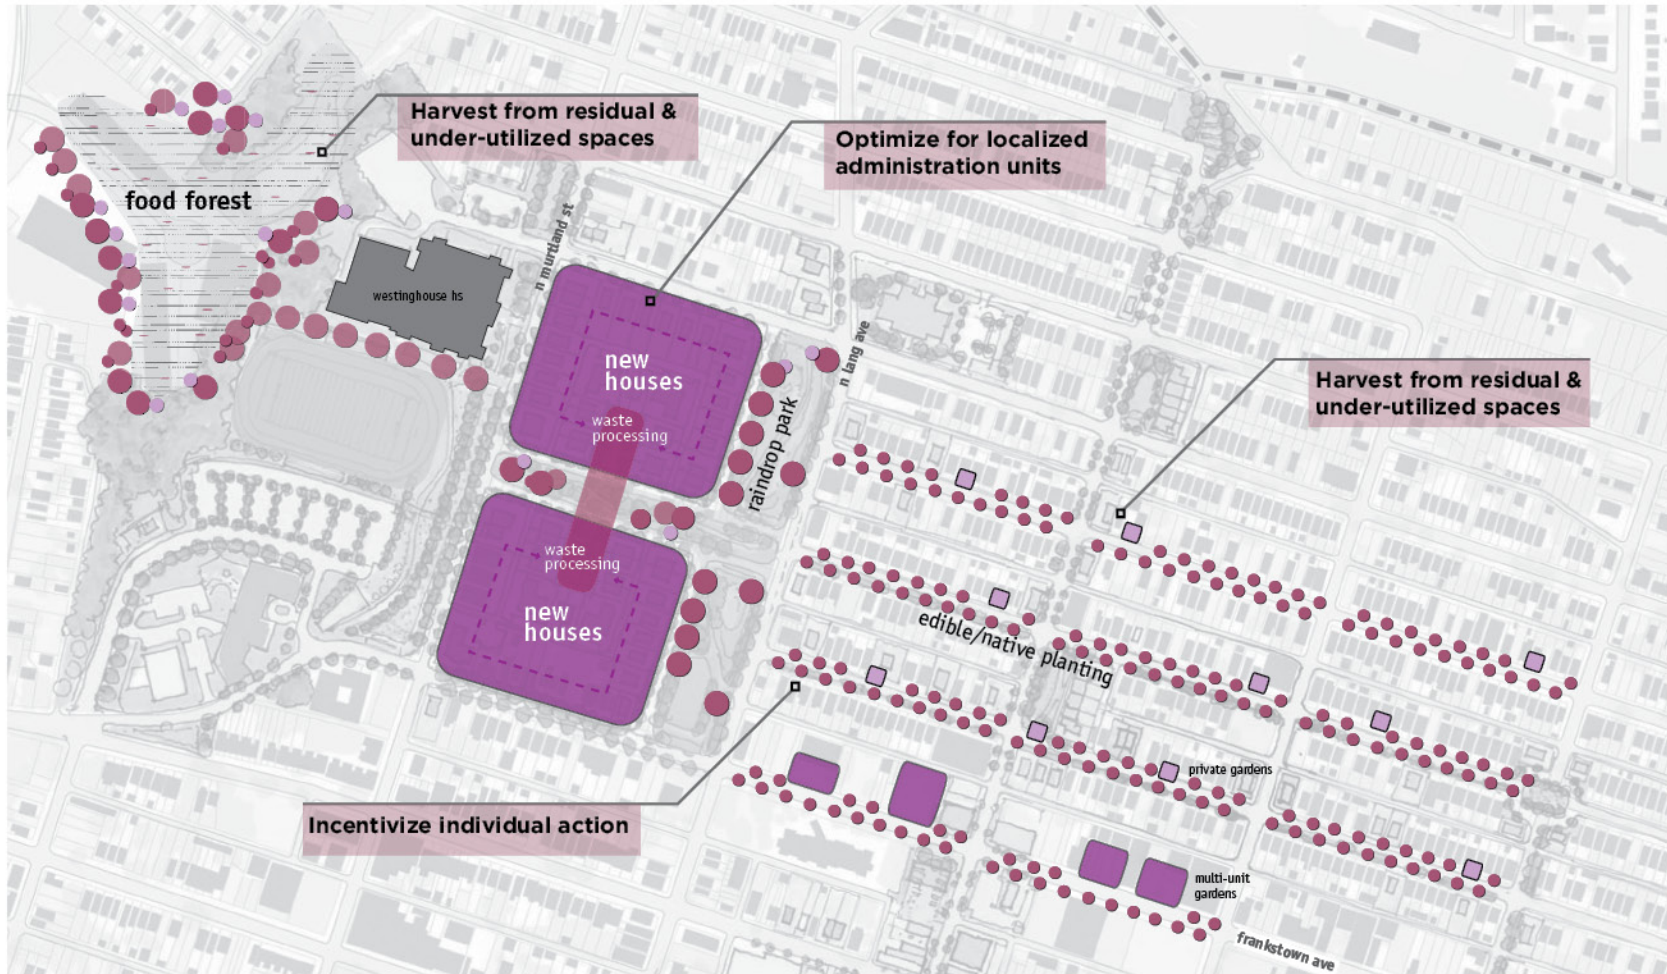 Harvest from residual &
under-utilized spaces
Optimize for localized
administration units
food forest
n murtland st
westinghouse hs
new
houses
waste
processing
n lang ave
raindrop park
Harvest from residual &
under-utilized spaces
waste
processing
new
houses
edible/native planting
private gardens
Incentivize individual action
multi-unit
gardens
frankstown ave